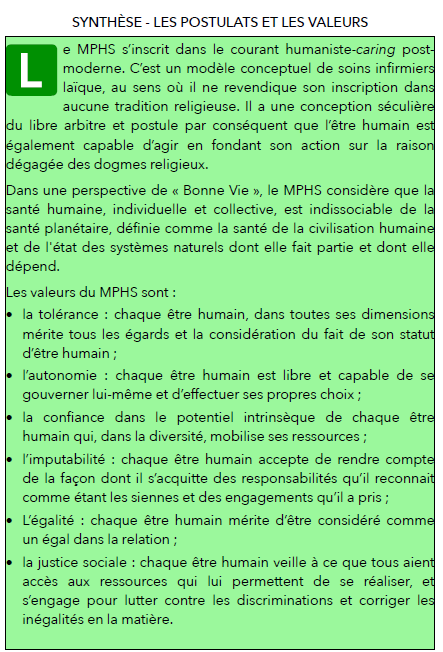 SYNTHÈSE - LES POSTULATS ET LES VALEURS
Le MPHS s’inscrit dans le courant humaniste-caring post-
moderne. C’est un modèle conceptuel de soins infirmiers
laïque, au sens où il ne revendique son inscription dans
aucune tradition religieuse. Il a une conception séculière
du libre arbitre et postule par conséquent que l’être humain est
également capable d’agir en fondant son action sur la raison
dégagée des dogmes religieux.
Dans une perspective de « Bonne Vie », le MPHS considère que la
santé humaine, individuelle et collective, est indissociable de la
santé planétaire, définie comme la santé de la civilisation humaine
et de l'état des systèmes naturels dont elle fait partie et dont elle
dépend.
Les valeurs du MPHS sont :
• la tolérance : chaque être humain, dans toutes ses dimensions
mérite tous les égards et la considération du fait de son statut
d’être humain ;
• l’autonomie : chaque être humain est libre et capable de se
gouverner lui-même et d’effectuer ses propres choix ;
• la confiance dans le potentiel intrinsèque de chaque être
humain qui, dans la diversité, mobilise ses ressources ;
• l’imputabilité : chaque être humain accepte de rendre compte
de la façon dont il s’acquitte des responsabilités qu’il reconnait
comme étant les siennes et des engagements qu’il a pris ;
• L’égalité : chaque être humain mérite d’être considéré comme
un égal dans la relation ;
• la justice sociale : chaque être humain veille à ce que tous aient
accès aux ressources qui lui permettent de se réaliser, et
s’engage pour lutter contre les discriminations et corriger les
inégalités en la matière.